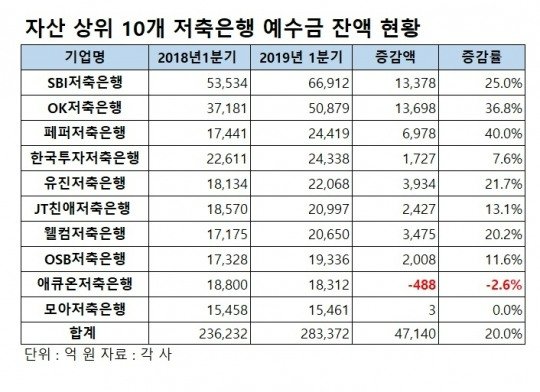 자산 상위 10개 저축은행 예수금 잔액 현황
기업명 2018년1분기 2019년 1분기 증감액 증감률
SBI저축은행 53,534 66,912 13,378 25.0%
OK저축은행 37,181 50,879 13,698 36.8%
페퍼저축은행 17,441 24,419 6,978 40.0%
한국투자저축은행 22,611 24,338 1,727 7.6%
유진저축은행 18,134 22,068 3,934 21.7%
JT친애저축은행 18,570 20,997 2,427 13.1%
웰컴저축은행 17,175 20,650 3,475 20.2%
OSB저축은행 17,328 19,336 2,008 11.6%
애큐온저축은행 18,800 18,312 -488 -2.6%
모아저축은행 15,458 15,461 3 0.0%
합계 236,232 283,372 47,140 20.0%
단위 : 억 원 자료 : 각 사